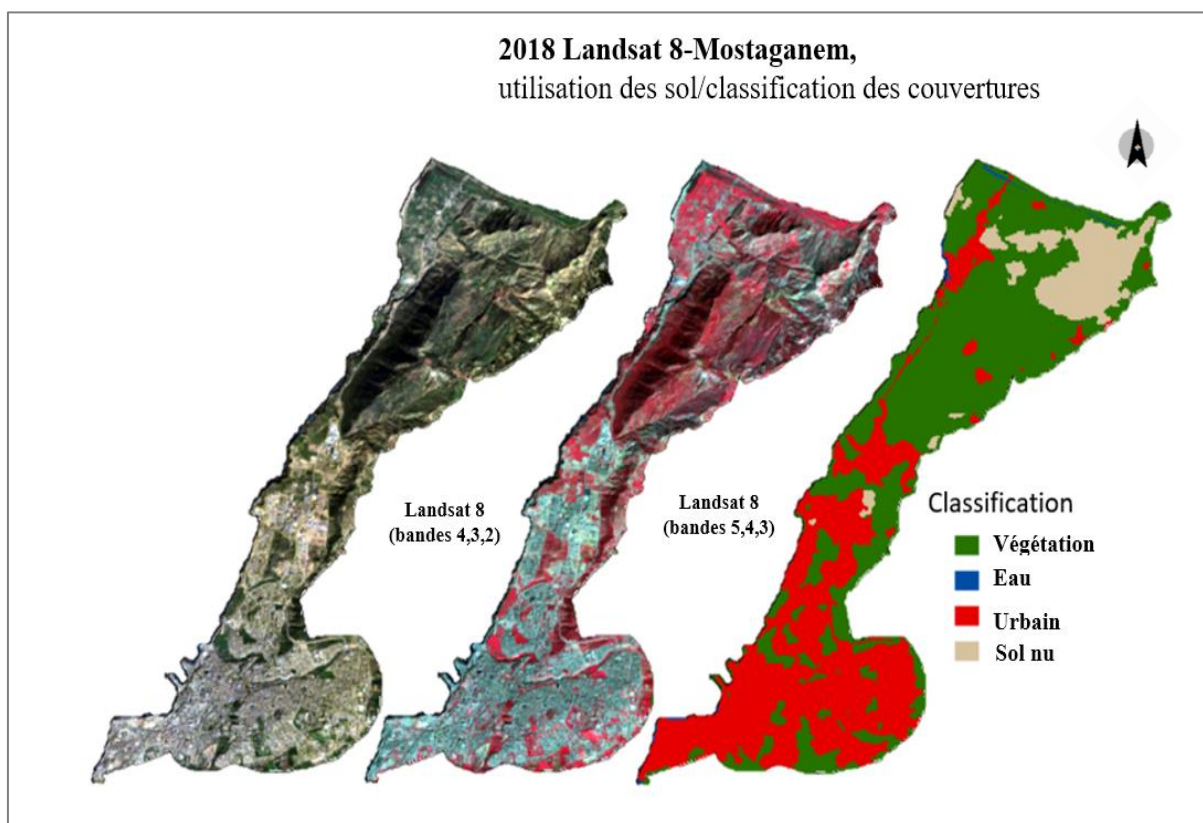 2018 Landsat 8-Mostaganem,
utilisation des sol/classification des couvertures
Landsat 8
(bandes 4,3,2)
Landsat 8
(bandes 5,4,3)
Classification
Végétation
Eau
Urbain
Sol nu